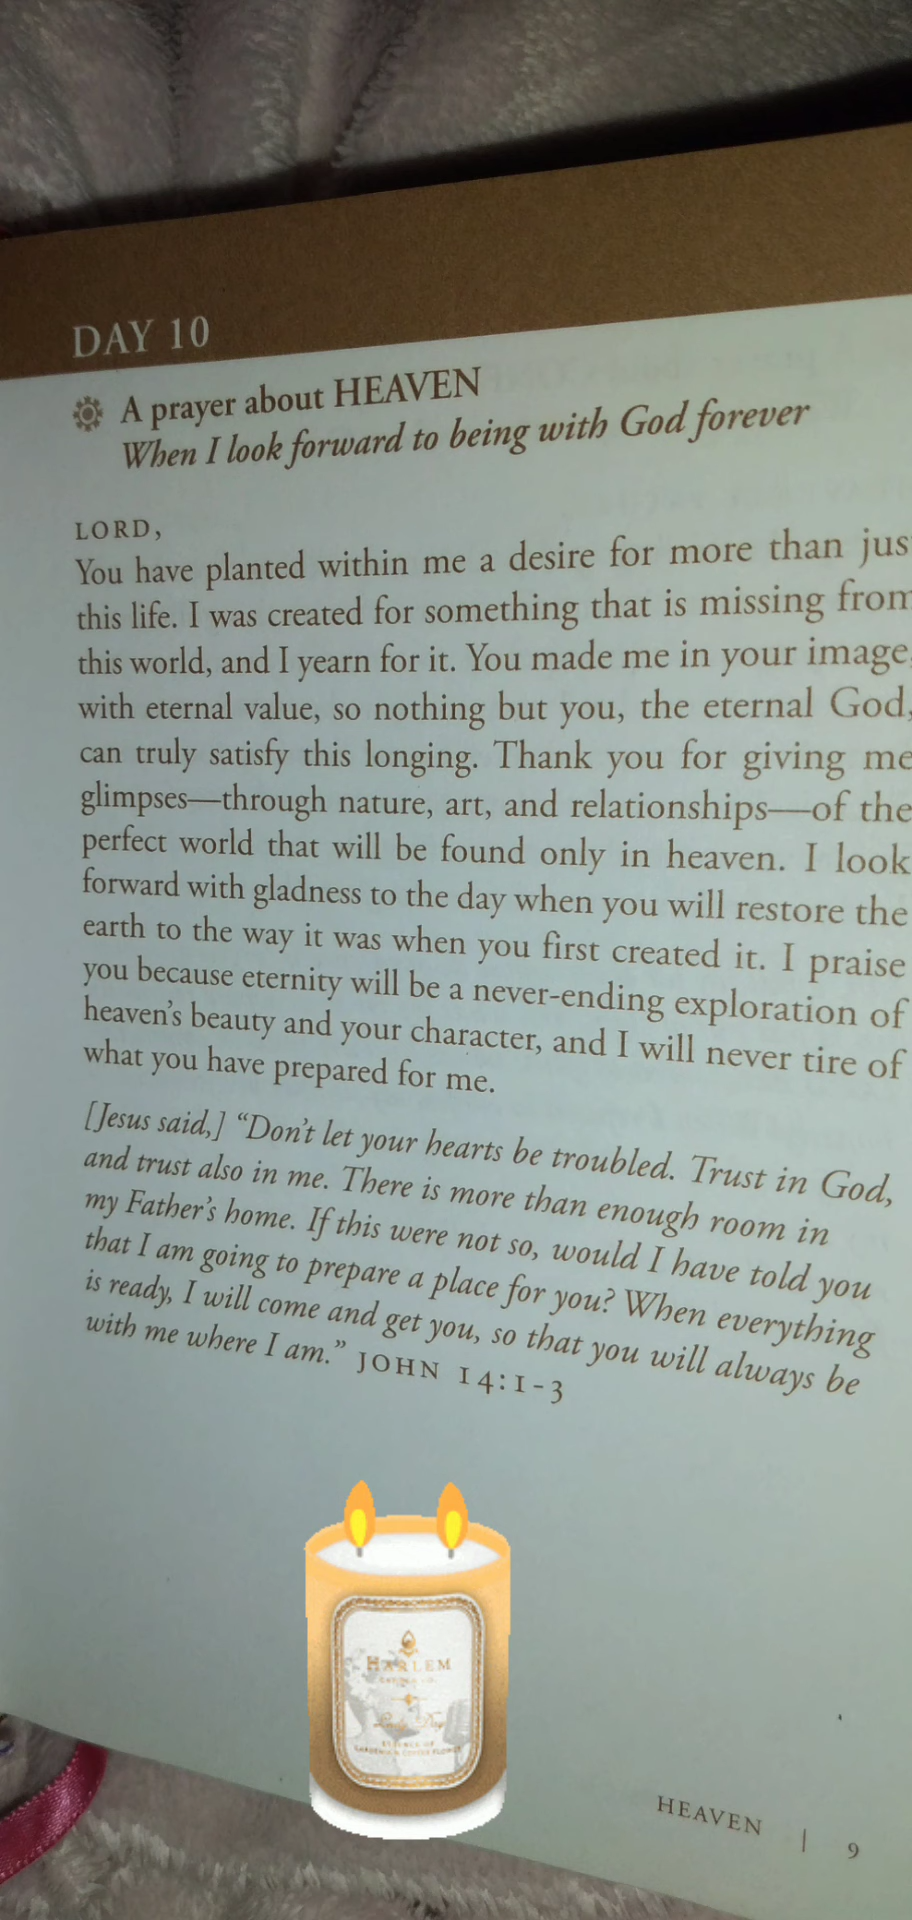 DAY 10
A prayer about HEAVEN
When I look forward to being with God forever
LORD,
You have planted within me a desire for more than jus
this life. I was created for something that is missing from
this world, and I yearn for it. You made me in your image,
with eternal value, so nothing but you, the eternal God,
can truly satisfy this longing. Thank you for giving me
glimpses—through nature, art, and relationships—of the
perfect world that will be found only in heaven. I look
forward with gladness to the day when you will restore the
earth to the way it was when you first created it. I praise
you because eternity will be a never-ending exploration of
heaven's beauty and your character, and I will never tire of
what you have prepared for me.
[Jesus said,] “Don't let your hearts be troubled. Trust in God,
and trust also in me. There is more than enough room in
my Father's home. If this were not so, would I have told you
that I am going to prepare a place for you? When everything
is ready, I will come and get you, so that you will always be
with me where I am.” JOHN 14:1-3
HARLEM
CANDLE CO.
Lady Day
ESSENCE OF
GARDENIA & COFFEE FLOWER
HEAVEN | 9